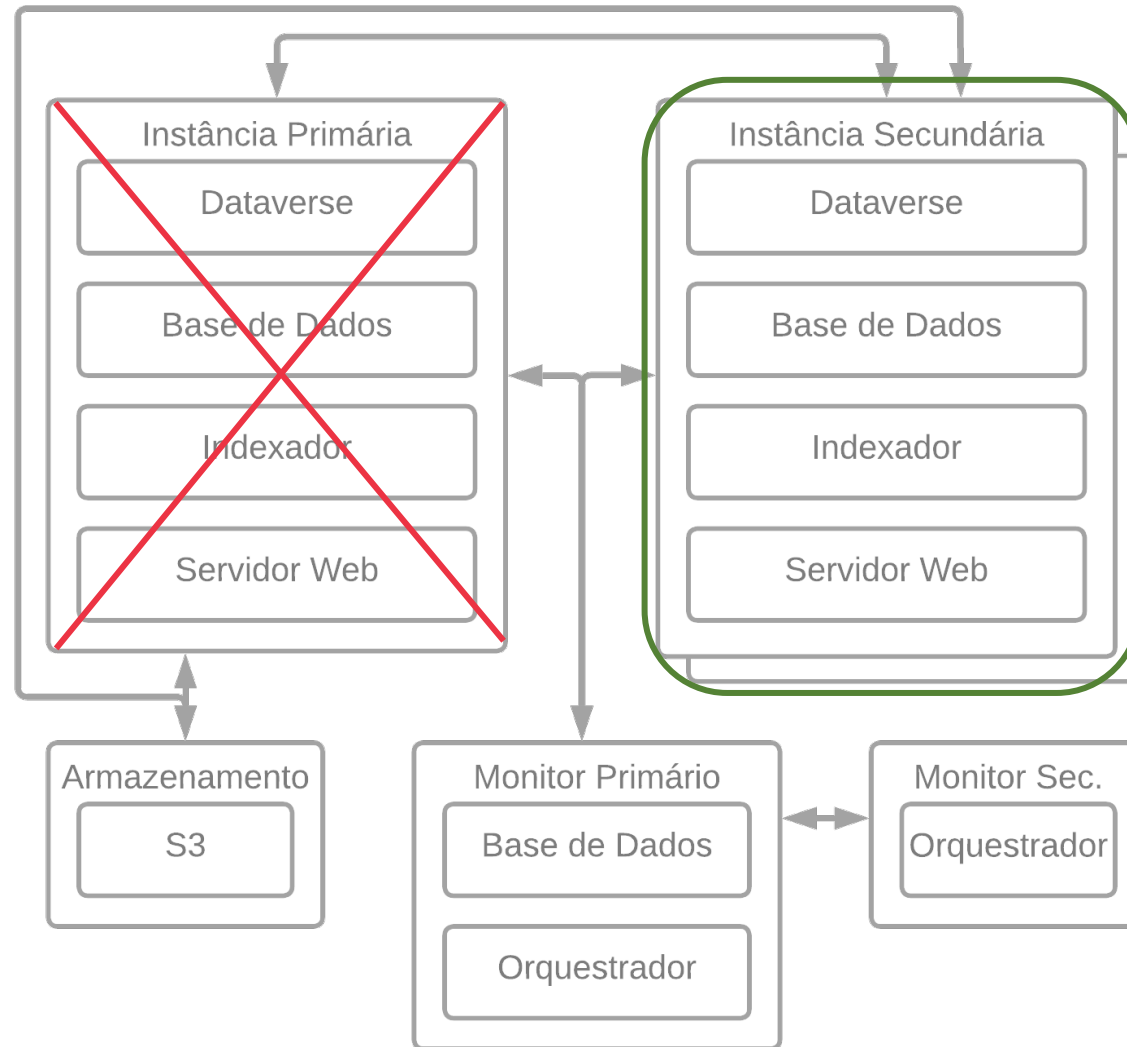 Instância Primária
Dataverse
Base de Dados
Indexador
Servidor Web
Instância Secundária
Dataverse
Base de Dados
Indexador
Servidor Web
Armazenamento
S3
Monitor Primário
Base de Dados
Orquestrador
Monitor Sec.
Orquestrador